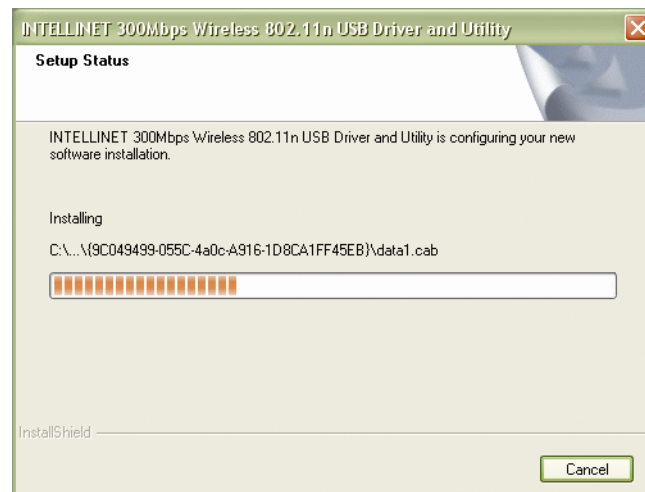 INTELLINET 300Mbps Wireless 802.11n USB Driver and Utility
Setup Status
INTELLINET 300Mbps Wireless 802.11n USB Driver and Utility is configuring your new
software installation.
Installing
C:\...\{9C049499-055C-4a0c-A916-1D8CA1FF45EB}\data1.cab
InstallShield
Cancel